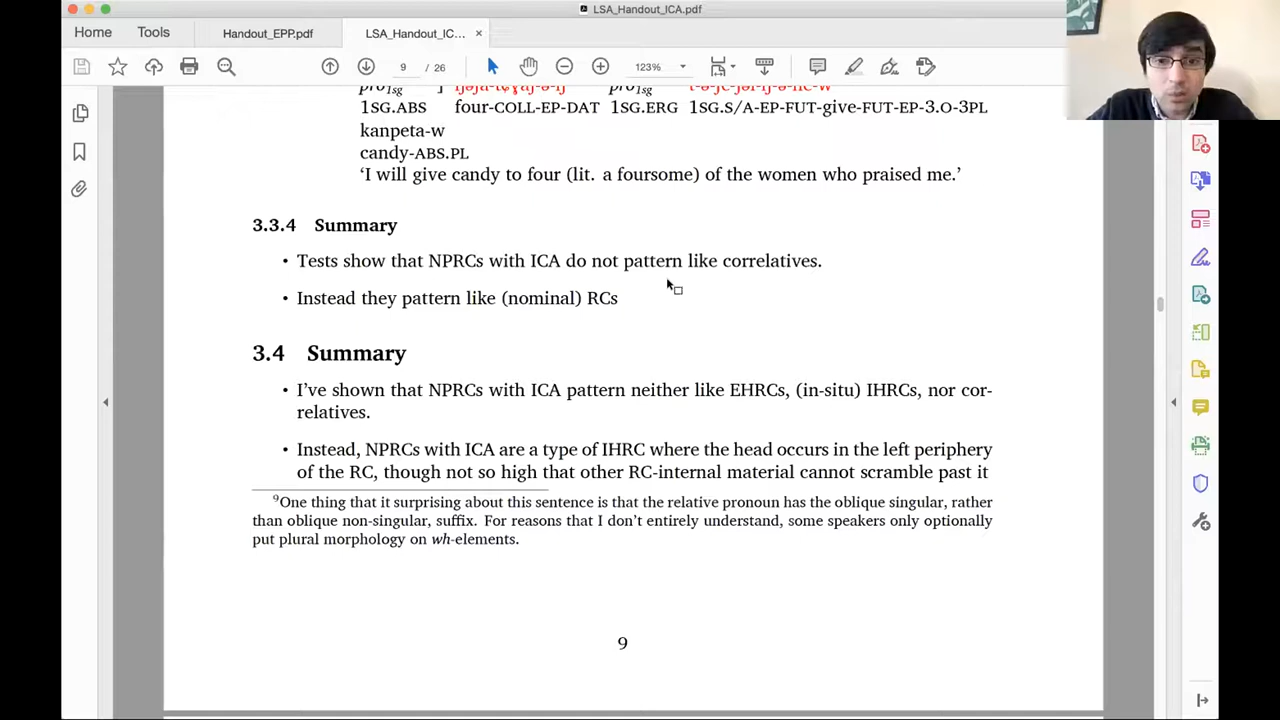 LSA_Handout_ICA.pdf
Home Tools Handout_EPP.pdf LSA_Handout_IC... ×
9 / 26 123%
pro1sg ] pro1sg
1SG.ABS four-COLL-EP-DAT 1SG.ERG 1SG.S/A-EP-FUT-give-FUT-EP-3.O-3PL
kanpeta-w
candy-ABS.PL
‘I will give candy to four (lit. a foursome) of the women who praised me.’
3.3.4 Summary
• Tests show that NPRCs with ICA do not pattern like correlatives.
• Instead they pattern like (nominal) RCs
3.4 Summary
• I’ve shown that NPRCs with ICA pattern neither like EHRCs, (in-situ) IHRCs, nor cor-
relatives.
• Instead, NPRCs with ICA are a type of IHRC where the head occurs in the left periphery
of the RC, though not so high that other RC-internal material cannot scramble past it
9One thing that it surprising about this sentence is that the relative pronoun has the oblique singular, rather
than oblique non-singular, suffix. For reasons that I don’t entirely understand, some speakers only optionally
put plural morphology on wh-elements.
9